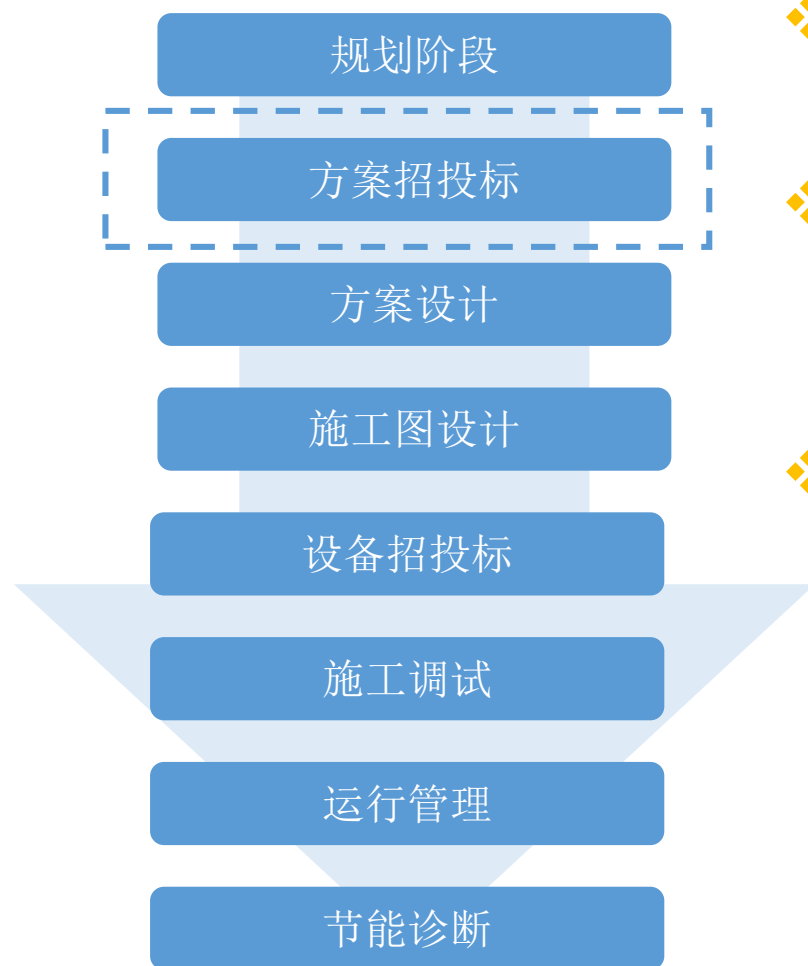 规划阶段
方案招投标
方案设计
施工图设计
设备招投标
施工调试
运行管理
节能诊断